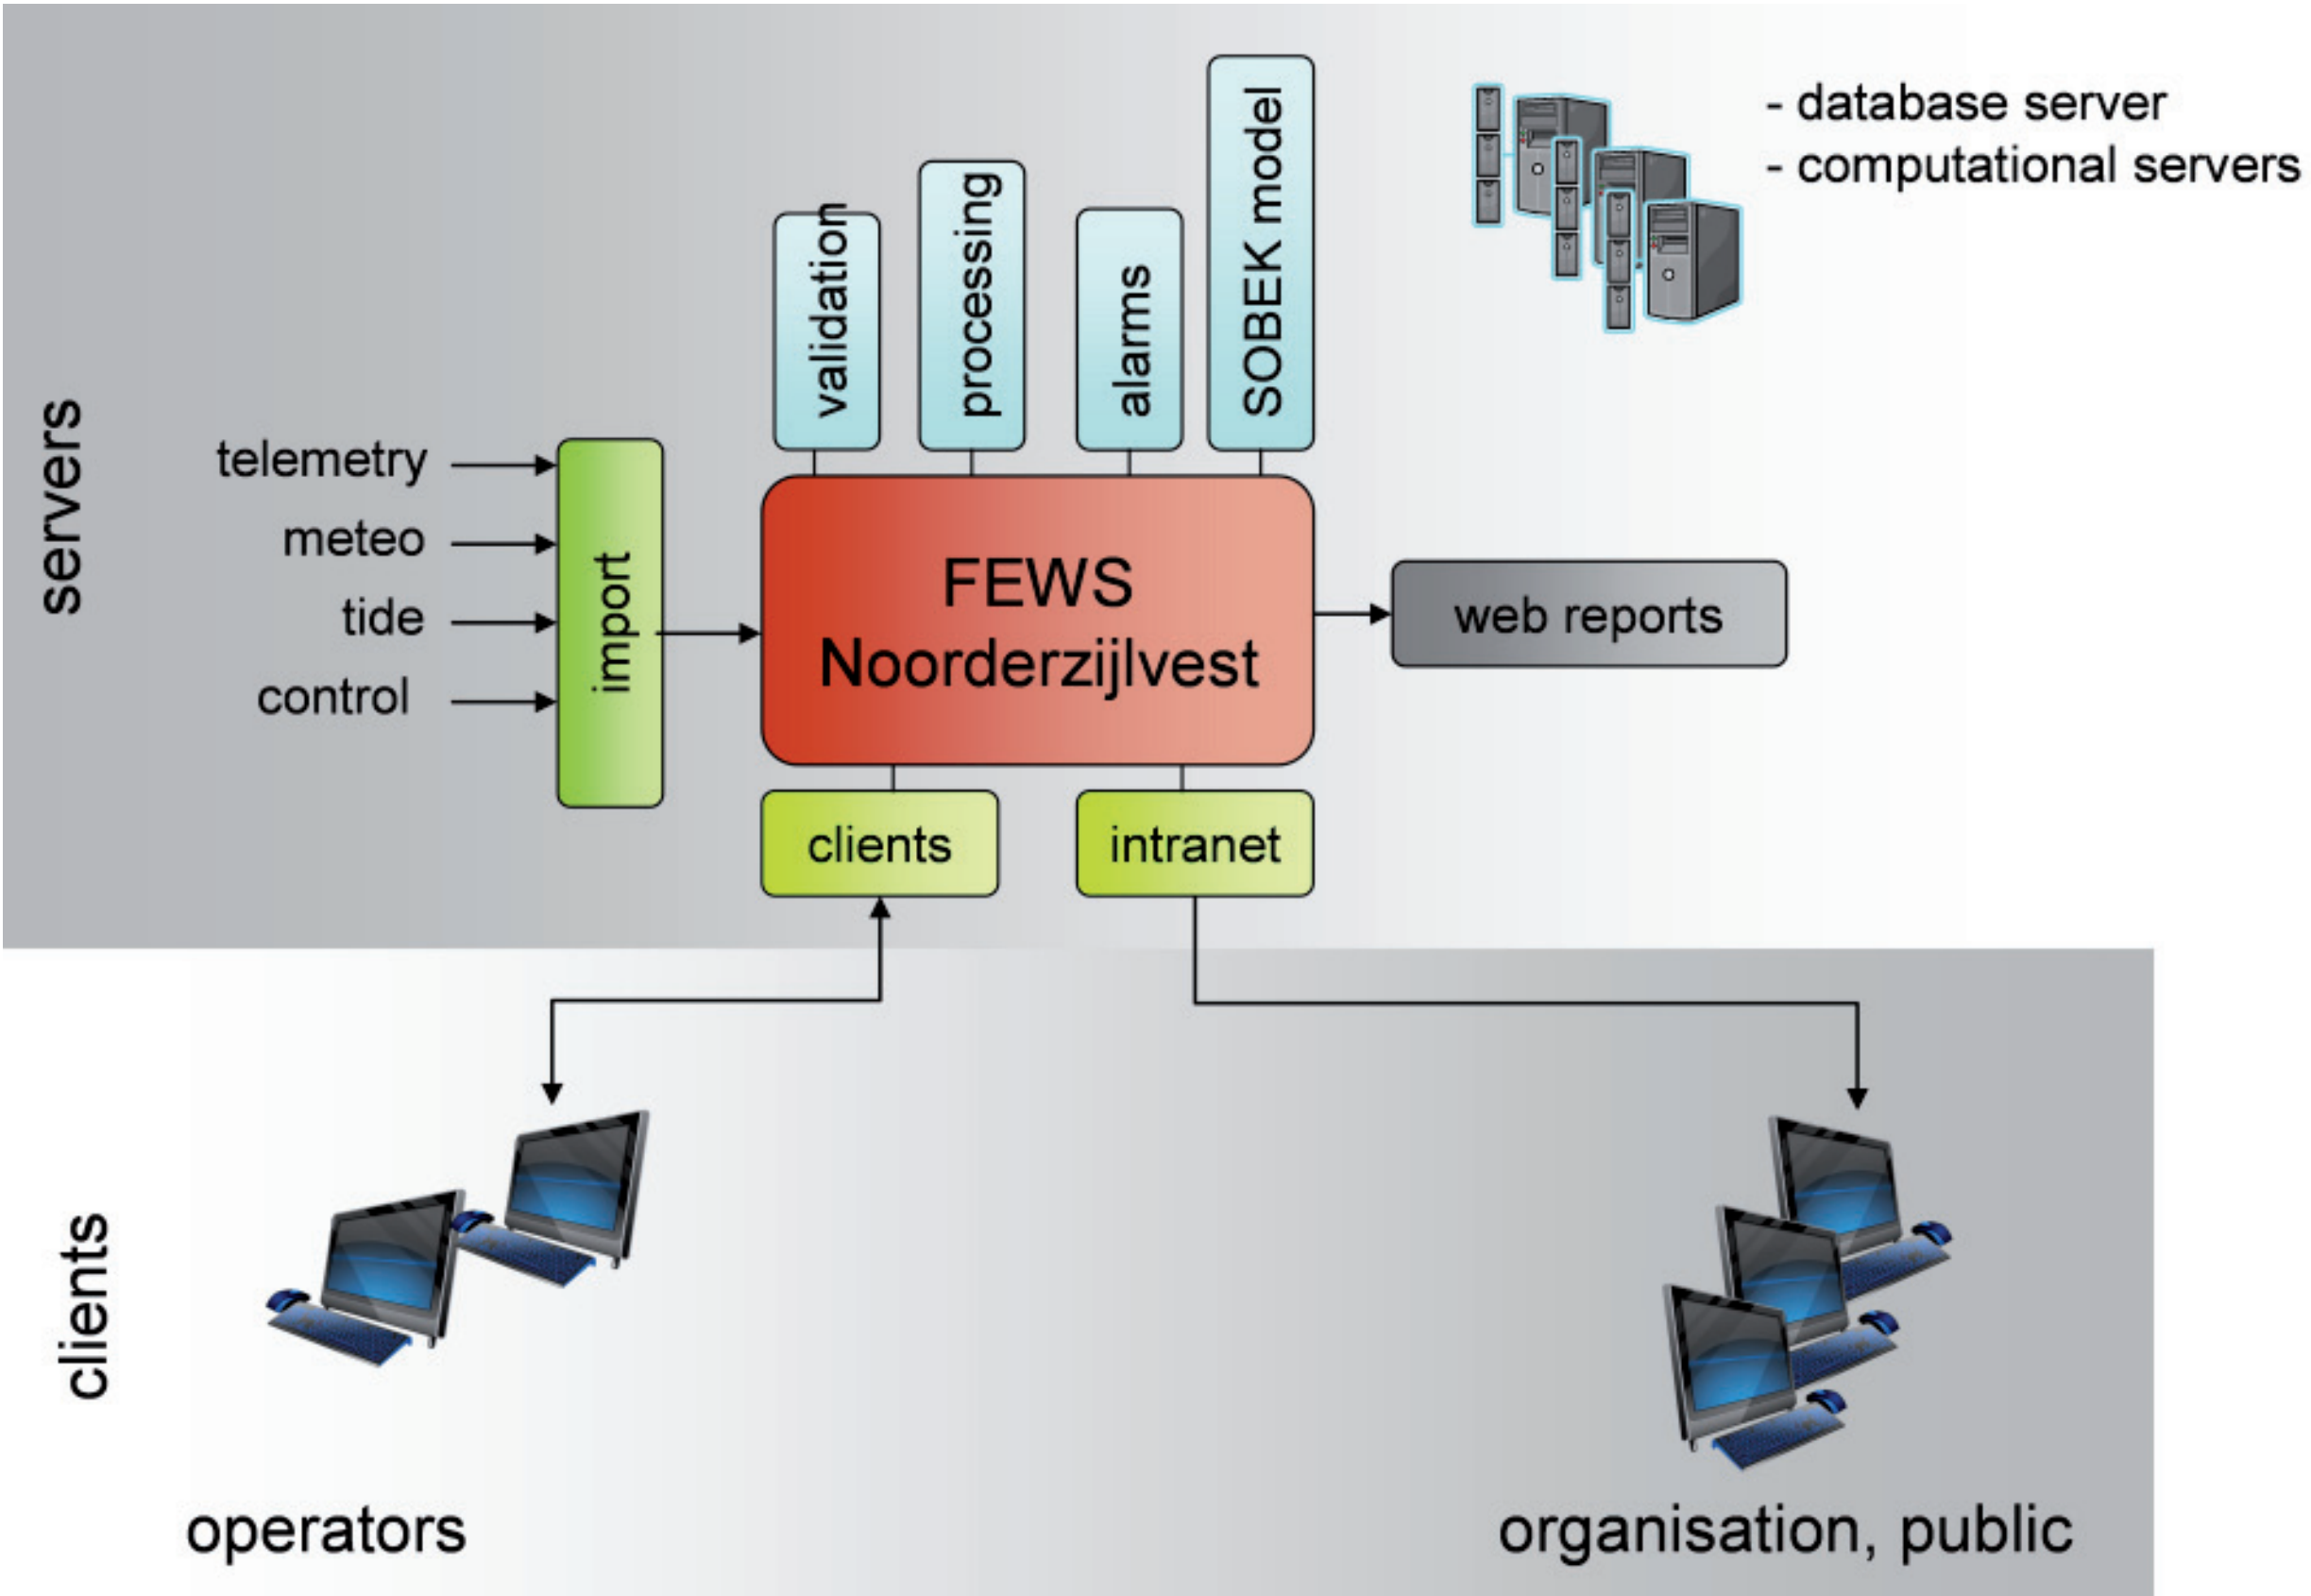 servers
validation
processing
alarms
SOBEK model
- database server
- computational servers
telemetry
meteo
tide
control
import
FEWS
Noorderzijlvest
web reports
clients
intranet
clients
operators
organisation, public